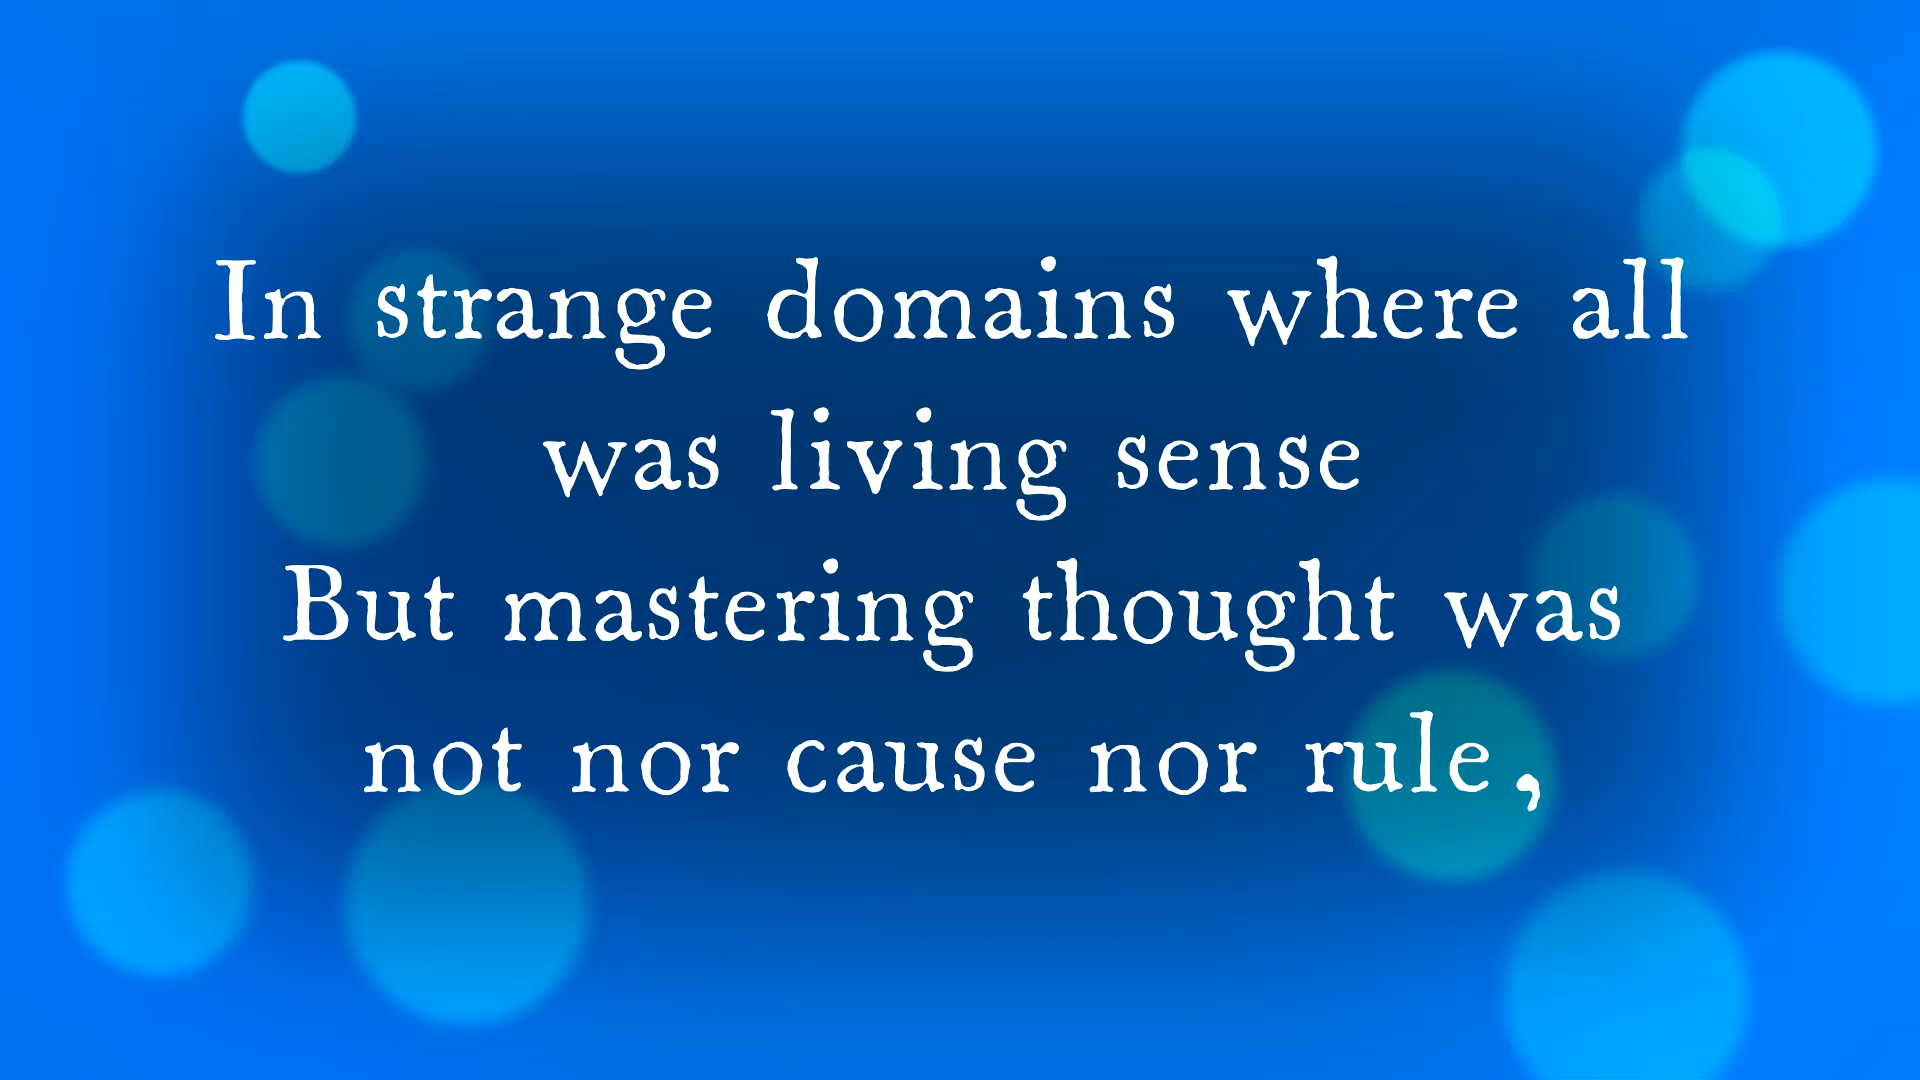 In strange domains where all
was living sense
But mastering thought was
not nor cause nor rule,